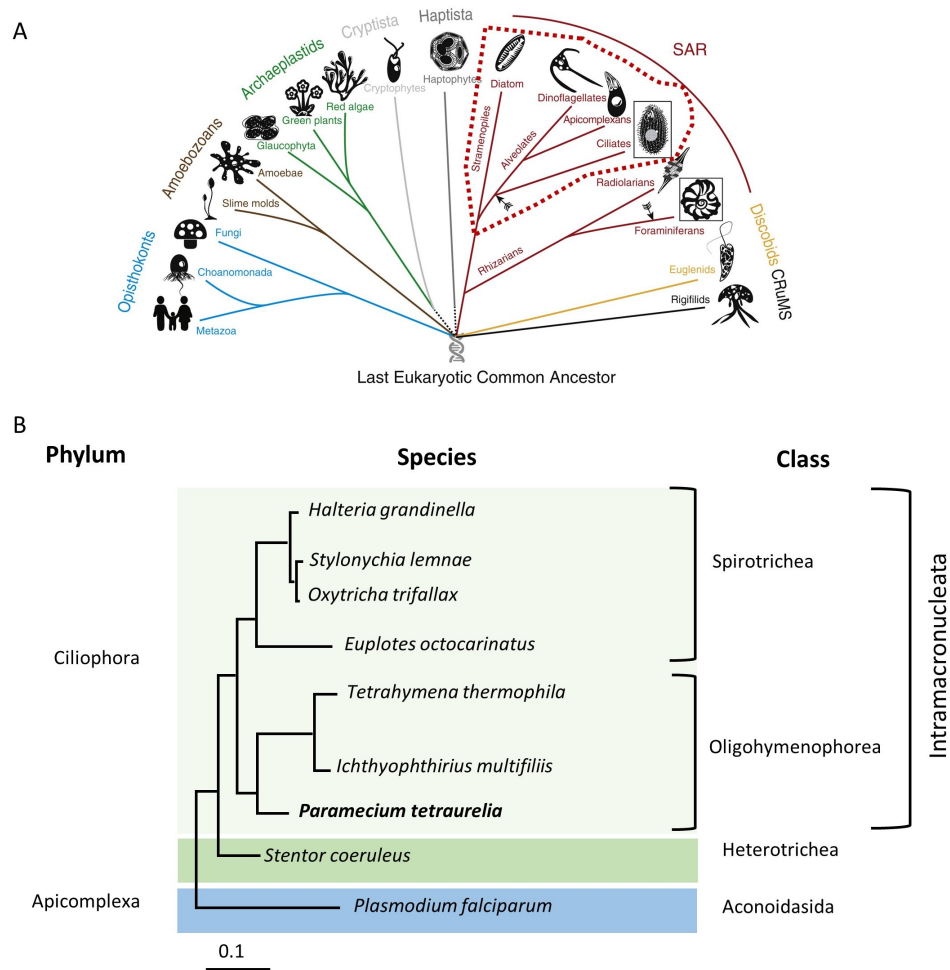 A
Opisthokonts
Amoebozoans
Archaeplastids
Cryptista
Haptista
SAR
Discobids
CRuMS
Metazoa
Choanomonada
Fungi
Slime molds
Amoebae
Glaucophyta
Green plants
Red algae
Cryptophytes
Haptophytes
Stramenopiles
Diatom
Alveolates
Dinoflagellates
Apicomplexans
Ciliates
Rhizarians
Radiolarians
Foraminiferans
Euglenids
Rigifilids
Last Eukaryotic Common Ancestor
B
Phylum
Species
Class
Halteria grandinella
Stylonychia lemnae
Oxytricha trifallax
Euplotes octocarinatus
Tetrahymena thermophila
Ichthyophthirius multifiliis
Paramecium tetraurelia
Stentor coeruleus
Plasmodium falciparum
Ciliophora
Apicomplexa
Spirotrichea
Oligohymenophorea
Heterotrichea
Aconoidasida
Intramacronucleata
0.1